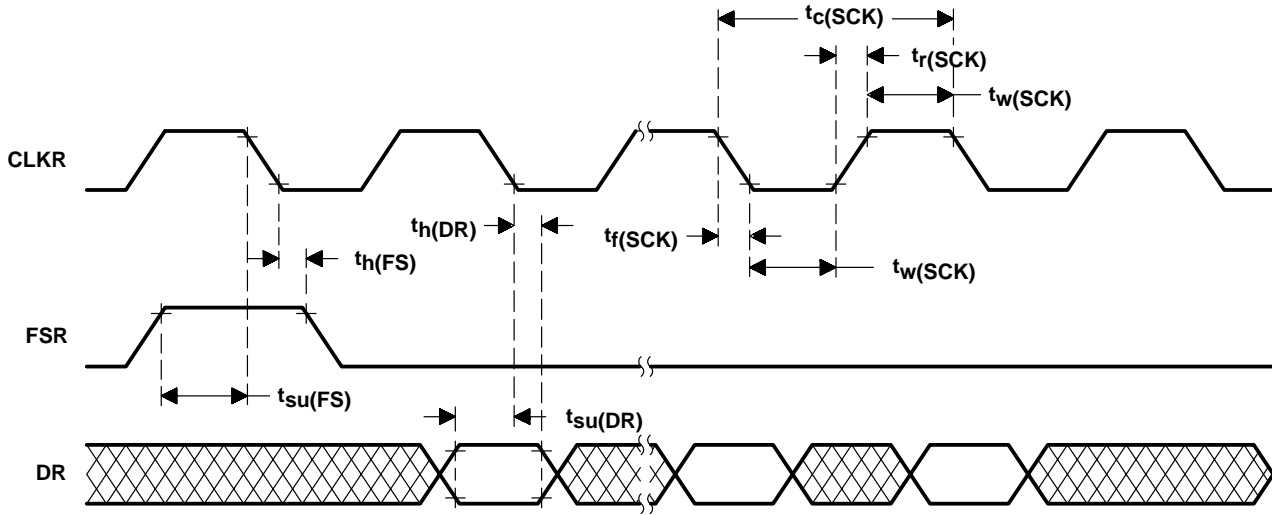 tc(SCK)
tr(SCK)
tw(SCK)
CLKR
th(DR)
tf(SCK)
th(FS)
tw(SCK)
FSR
tsu(FS)
tsu(DR)
DR